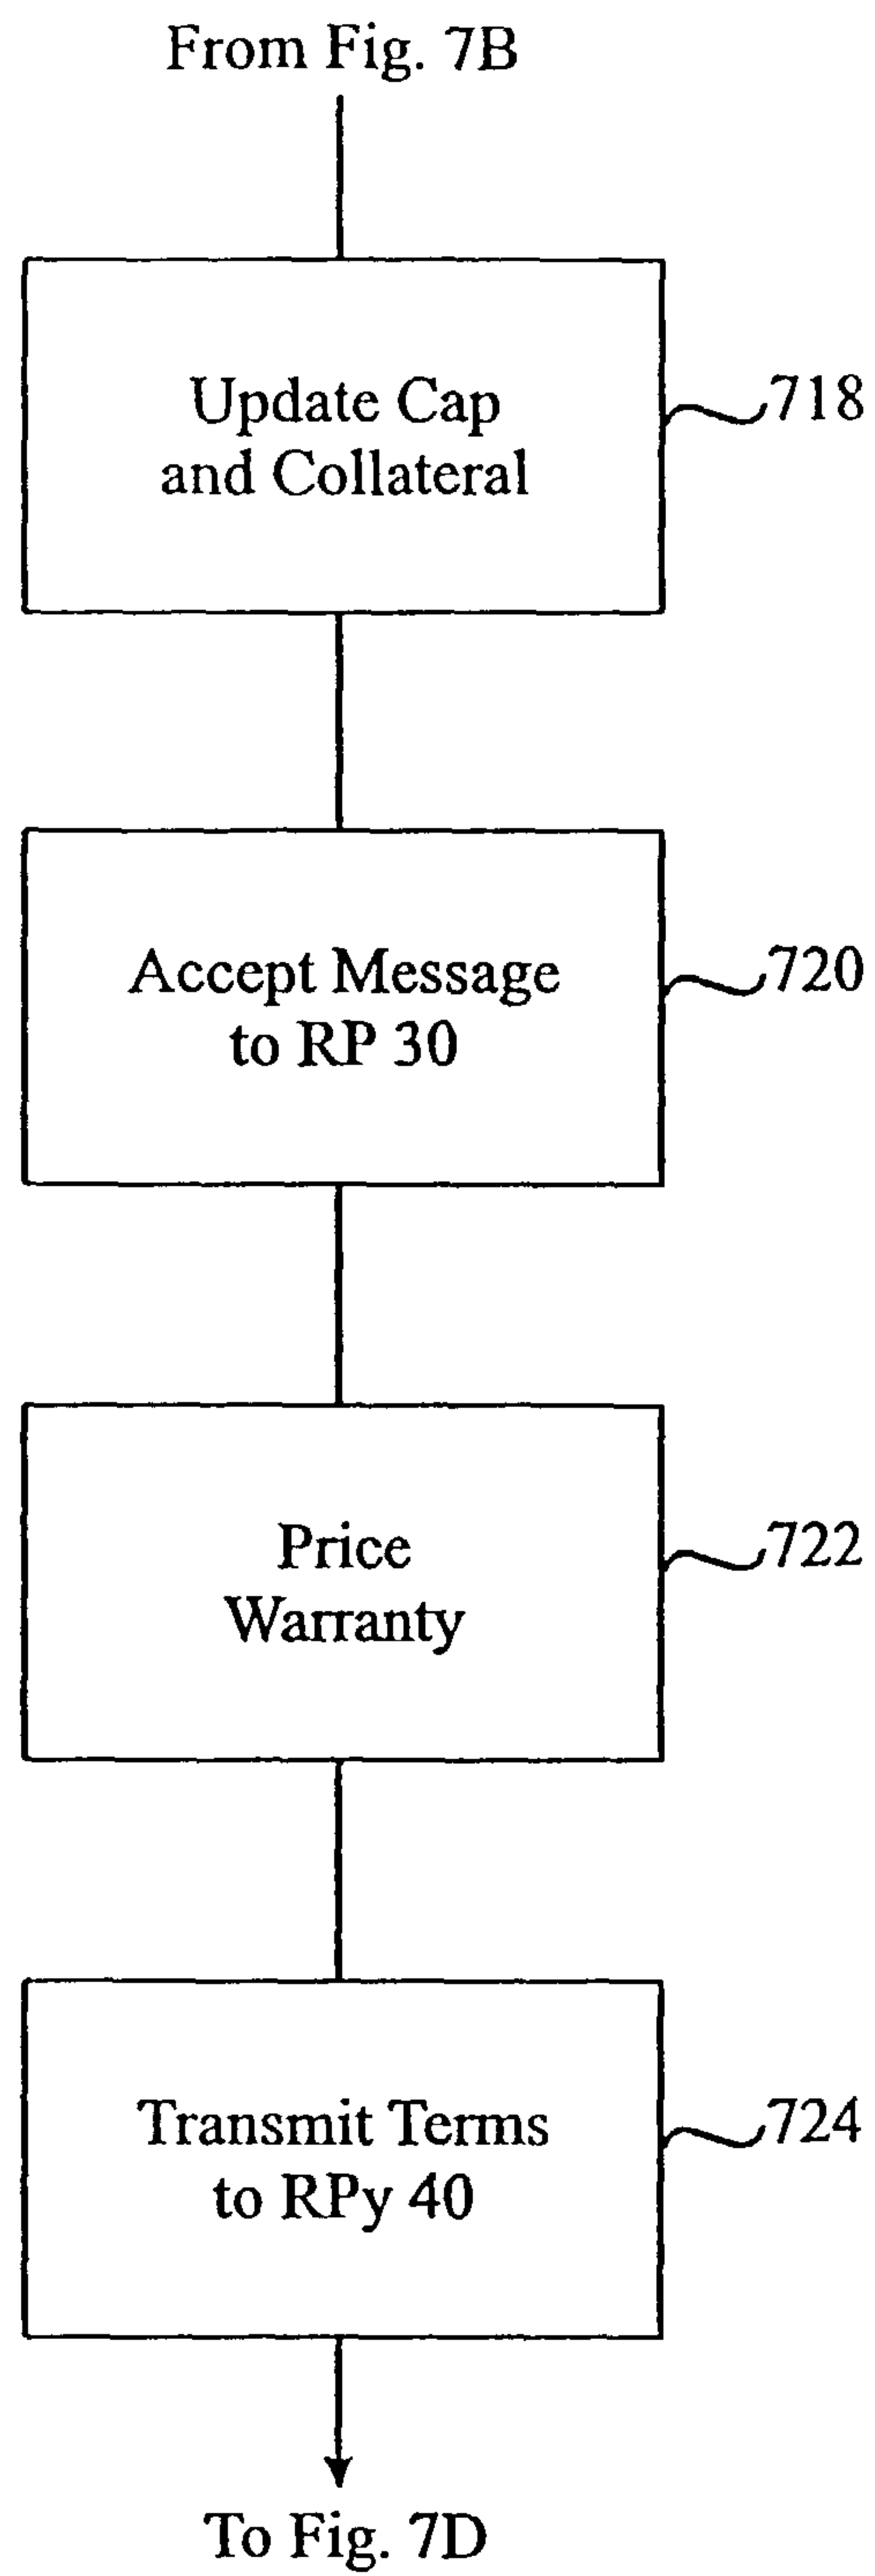 From Fig. 7B
Update Cap
and Collateral
718
Accept Message
to RP 30
720
Price
Warranty
722
Transmit Terms
to RPy 40
724
To Fig. 7D